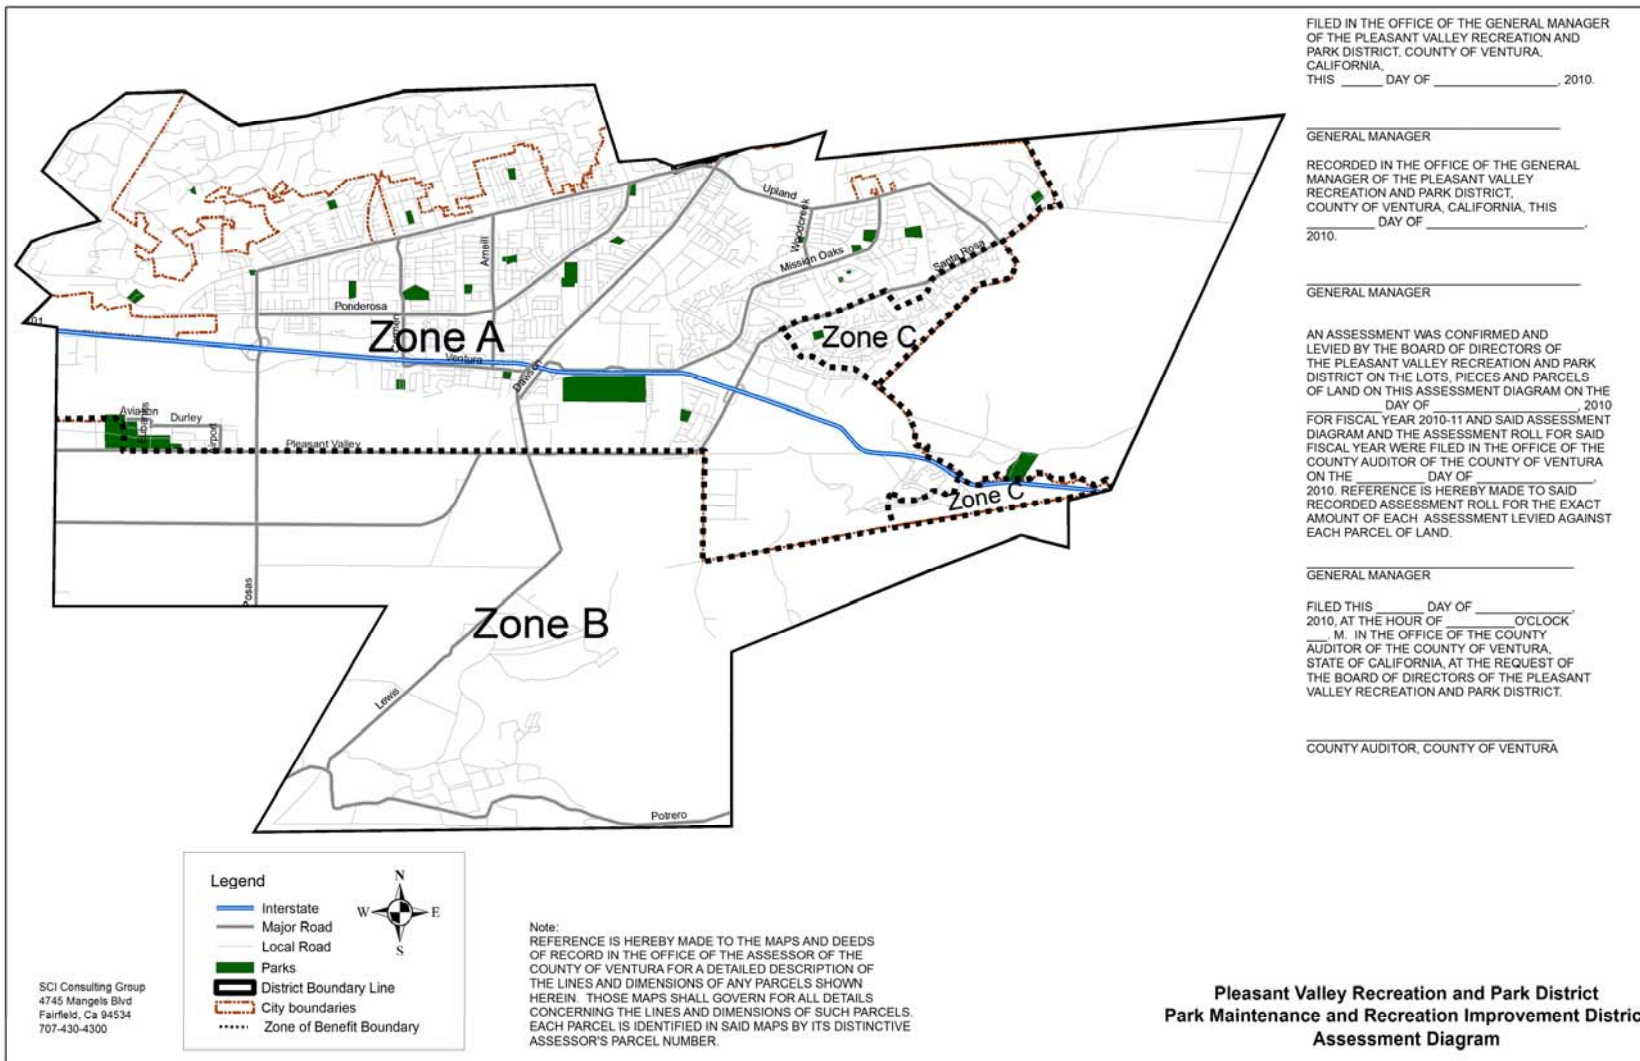 FILED IN THE OFFICE OF THE GENERAL MANAGER
OF THE PLEASANT VALLEY RECREATION AND
PARK DISTRICT, COUNTY OF VENTURA,
CALIFORNIA,
THIS ______ DAY OF __________________, 2010.
GENERAL MANAGER
RECORDED IN THE OFFICE OF THE GENERAL
MANAGER OF THE PLEASANT VALLEY
RECREATION AND PARK DISTRICT,
COUNTY OF VENTURA, CALIFORNIA, THIS
__________ DAY OF _______________________,
2010.
GENERAL MANAGER
AN ASSESSMENT WAS CONFIRMED AND
LEVIED BY THE BOARD OF DIRECTORS OF
THE PLEASANT VALLEY RECREATION AND PARK
DISTRICT ON THE LOTS, PIECES AND PARCELS
OF LAND ON THIS ASSESSMENT DIAGRAM ON THE
___________ DAY OF _____________________, 2010
FOR FISCAL YEAR 2010-11 AND SAID ASSESSMENT
DIAGRAM AND THE ASSESSMENT ROLL FOR SAID
FISCAL YEAR WERE FILED IN THE OFFICE OF THE
COUNTY AUDITOR OF THE COUNTY OF VENTURA
ON THE __________ DAY OF _________________,
2010. REFERENCE IS HEREBY MADE TO SAID
RECORDED ASSESSMENT ROLL FOR THE EXACT
AMOUNT OF EACH ASSESSMENT LEVIED AGAINST
EACH PARCEL OF LAND.
GENERAL MANAGER
FILED THIS _______ DAY OF ______________,
2010, AT THE HOUR OF __________O'CLOCK
___. M. IN THE OFFICE OF THE COUNTY
AUDITOR OF THE COUNTY OF VENTURA,
STATE OF CALIFORNIA, AT THE REQUEST OF
THE BOARD OF DIRECTORS OF THE PLEASANT
VALLEY RECREATION AND PARK DISTRICT.
COUNTY AUDITOR, COUNTY OF VENTURA
Upland
Woodcreek
Arneill
Mission Oaks
Santa Rosa
Ponderosa
101
Zone A
Zone C
Ventura
Dawson
Aviation
Durley
Eubanks
Airport
Pleasant Valley
Zone C
Posas
Zone B
Lewis
Potrero
Legend
Interstate
Major Road
Local Road
Parks
District Boundary Line
City boundaries
Zone of Benefit Boundary
N
W
E
S
SCI Consulting Group
4745 Mangels Blvd
Fairfield, Ca 94534
707-430-4300
Note:
REFERENCE IS HEREBY MADE TO THE MAPS AND DEEDS
OF RECORD IN THE OFFICE OF THE ASSESSOR OF THE
COUNTY OF VENTURA FOR A DETAILED DESCRIPTION OF
THE LINES AND DIMENSIONS OF ANY PARCELS SHOWN
HEREIN. THOSE MAPS SHALL GOVERN FOR ALL DETAILS
CONCERNING THE LINES AND DIMENSIONS OF SUCH PARCELS.
EACH PARCEL IS IDENTIFIED IN SAID MAPS BY ITS DISTINCTIVE
ASSESSOR'S PARCEL NUMBER.
Pleasant Valley Recreation and Park District
Park Maintenance and Recreation Improvement Distric
Assessment Diagram